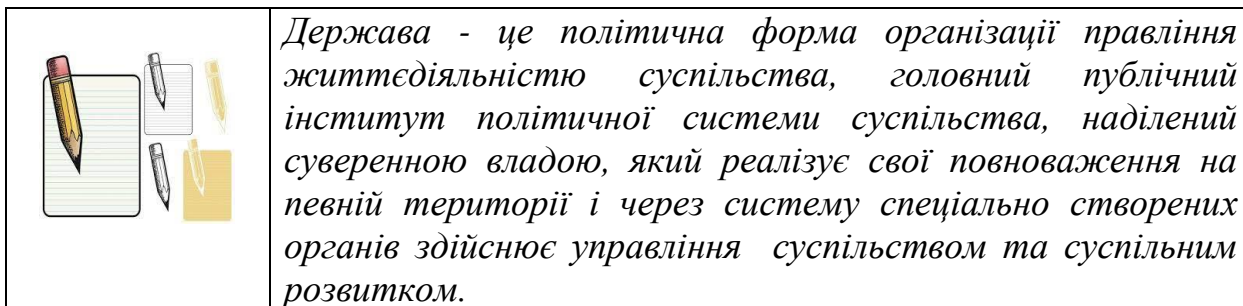 Держава - це політична форма організації правління
життєдіяльністю суспільства, головний публічний
інститут політичної системи суспільства, наділений
суверенною владою, який реалізує свої повноваження на
певній території і через систему спеціально створених
органів здійснює управління суспільством та суспільним
розвитком.